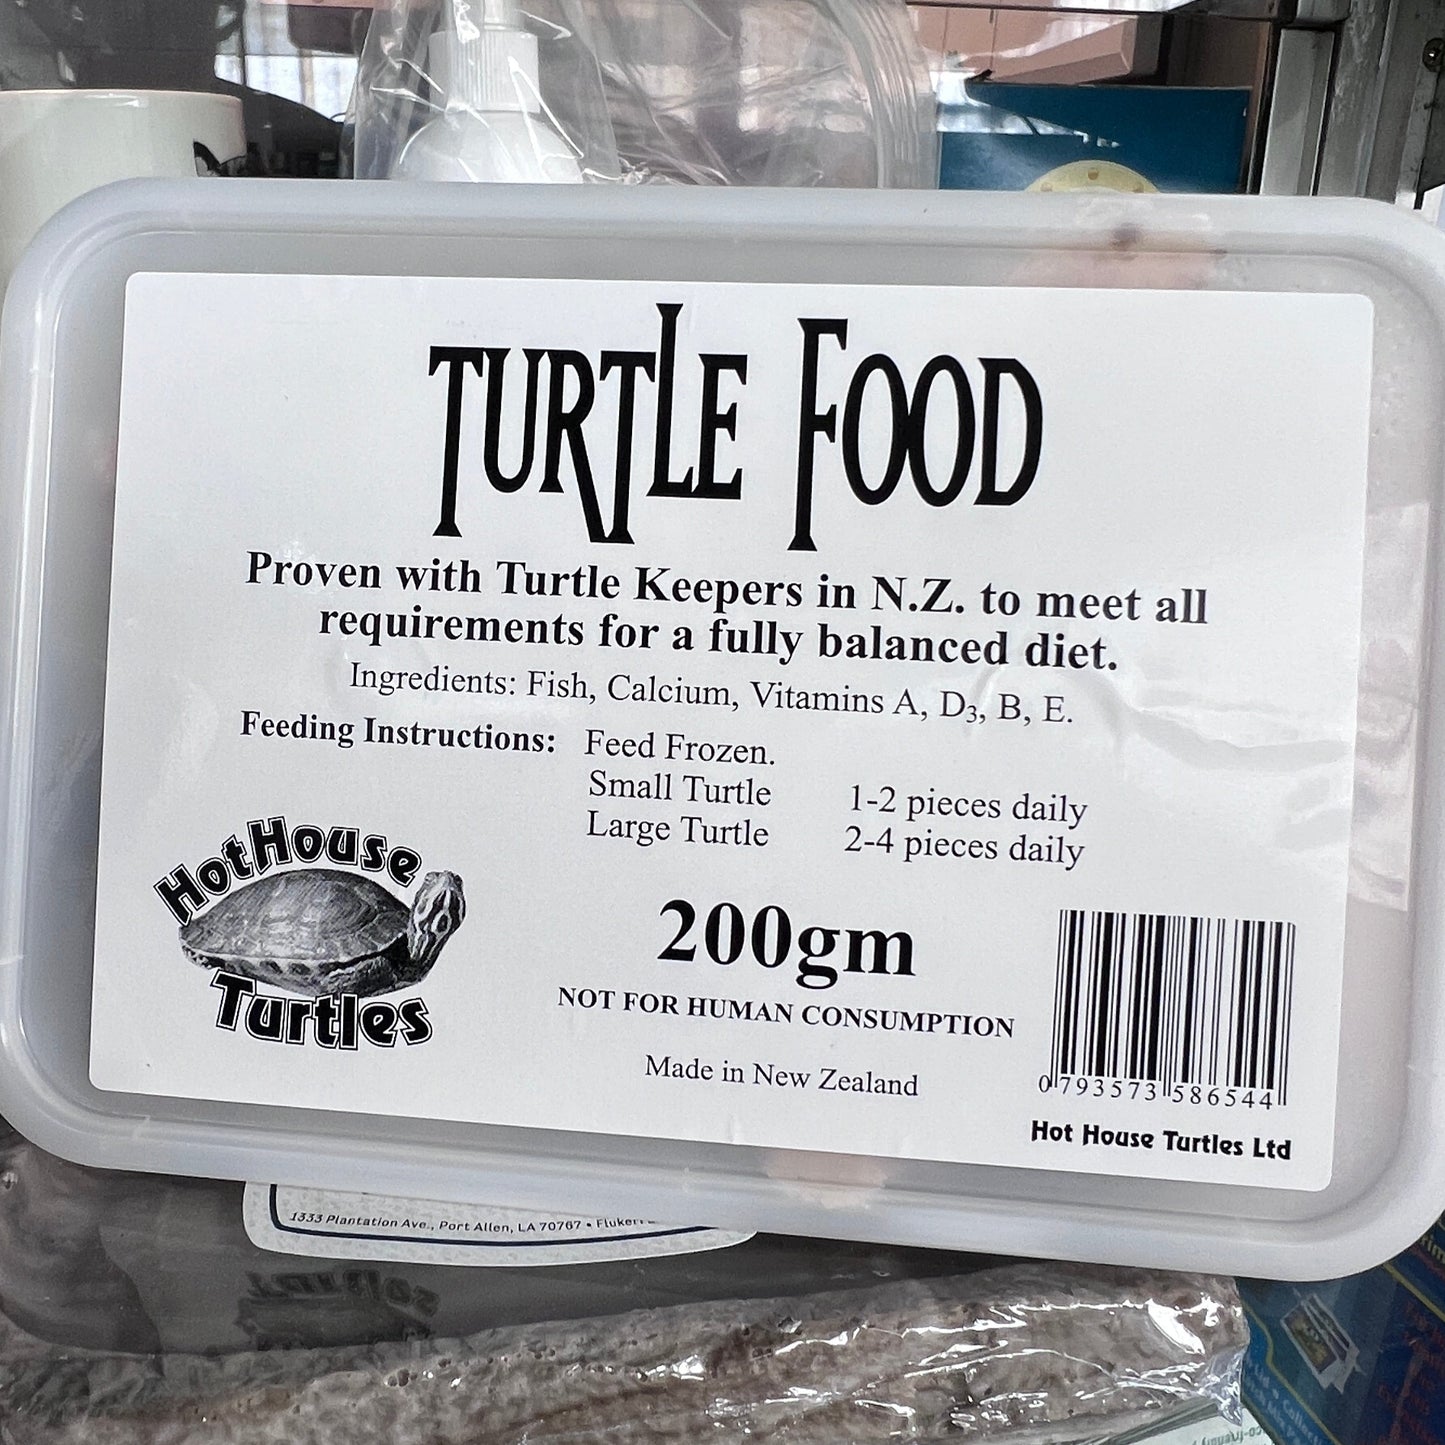 TURTLE FOOD
Proven with Turtle Keepers in N.Z. to meet all
requirements for a fully balanced diet.
Ingredients: Fish, Calcium, Vitamins A, D₃, B, E.
Feeding Instructions: Feed Frozen.
Small Turtle 1-2 pieces daily
Large Turtle 2-4 pieces daily
HotHouse
Turtles
200gm
NOT FOR HUMAN CONSUMPTION
Made in New Zealand
0 793573 586544
Hot House Turtles Ltd
1333 Plantation Ave., Port Allen, LA 70767 •